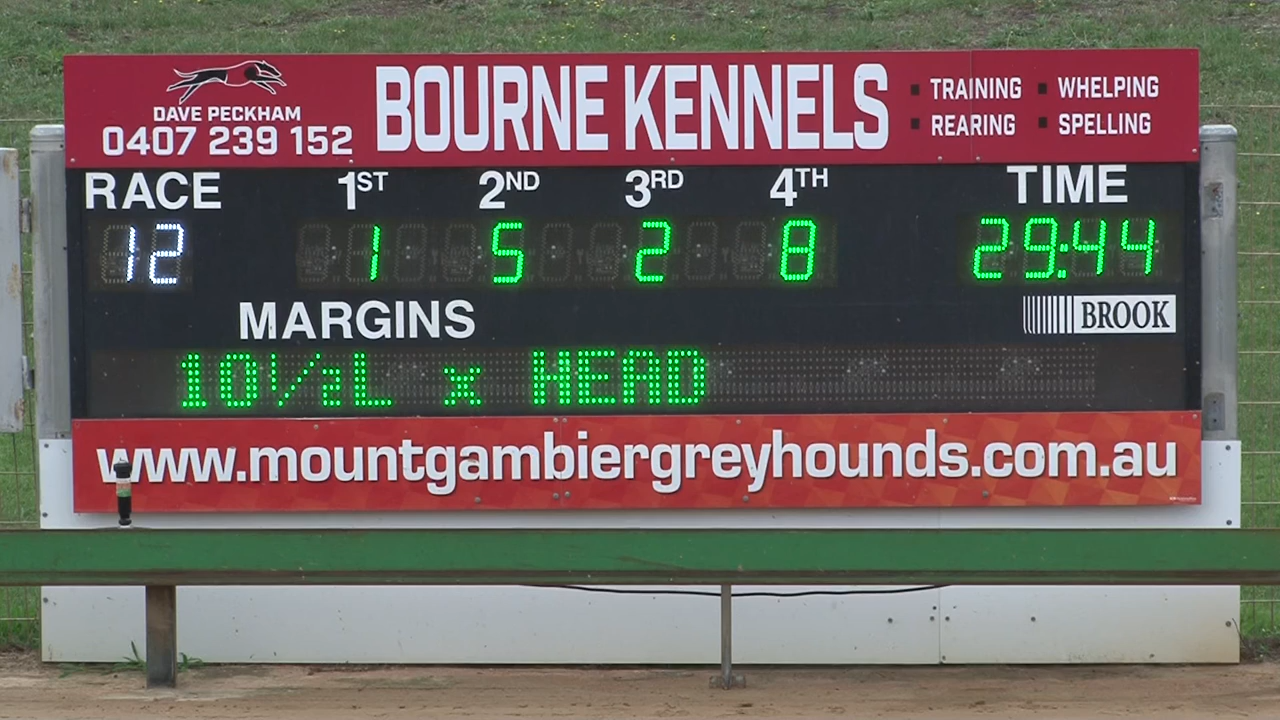 DAVE PECKHAM
0407 239 152
BOURNE KENNELS
TRAINING WHELPING
REARING SPELLING
RACE 1ST 2ND 3RD 4TH TIME
12 1 5 2 8 29:44
MARGINS
BROOK
10½L x HEAD
www.mountgambiergreyhounds.com.au